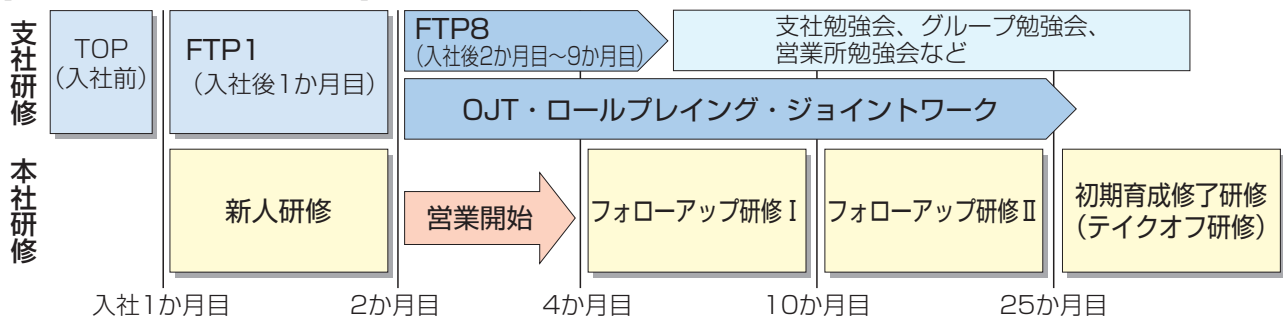 支社研修
TOP
(入社前)
FTP1
(入社後1か月目)
FTP8
(入社後2か月目〜9か月目)
支社勉強会、グループ勉強会、
営業所勉強会など
OJT・ロールプレイング・ジョイントワーク
本社研修
新人研修
営業開始
フォローアップ研修Ⅰ
フォローアップ研修Ⅱ
初期育成修了研修
(テイクオフ研修)
入社1か月目
2か月目
4か月目
10か月目
25か月目